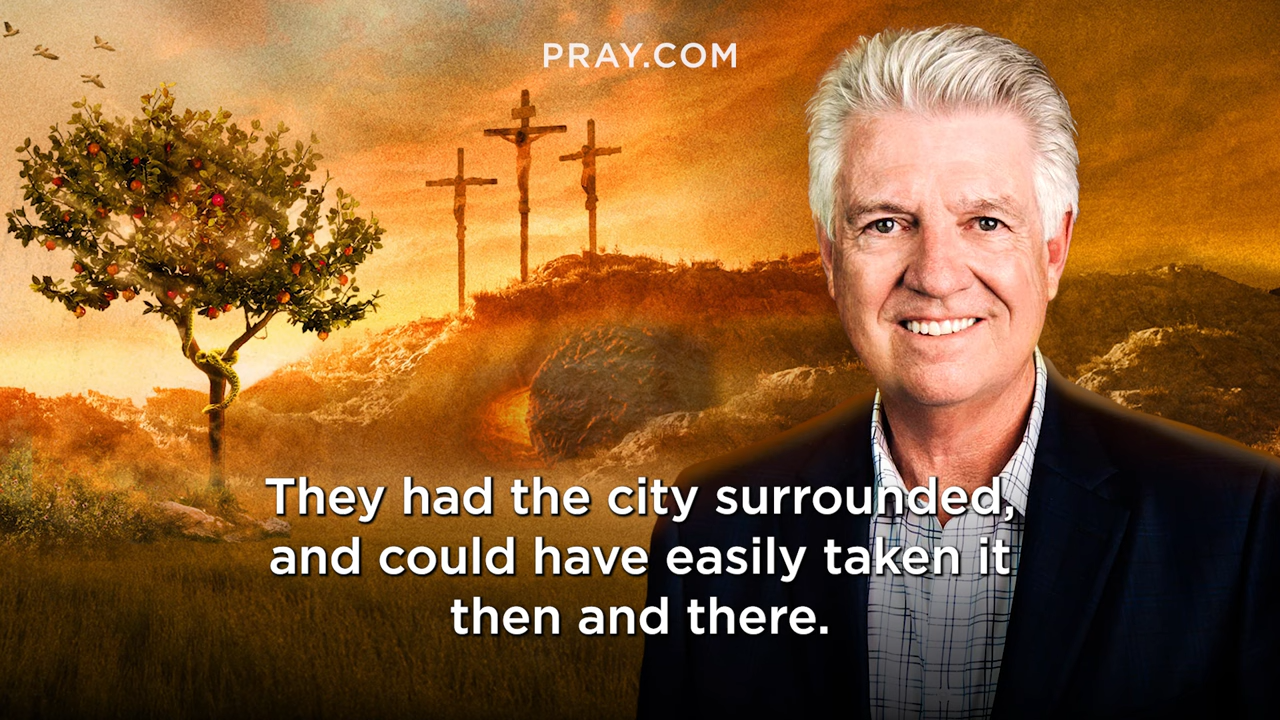 PRAY.COM
They had the city surrounded,
and could have easily taken it
then and there.